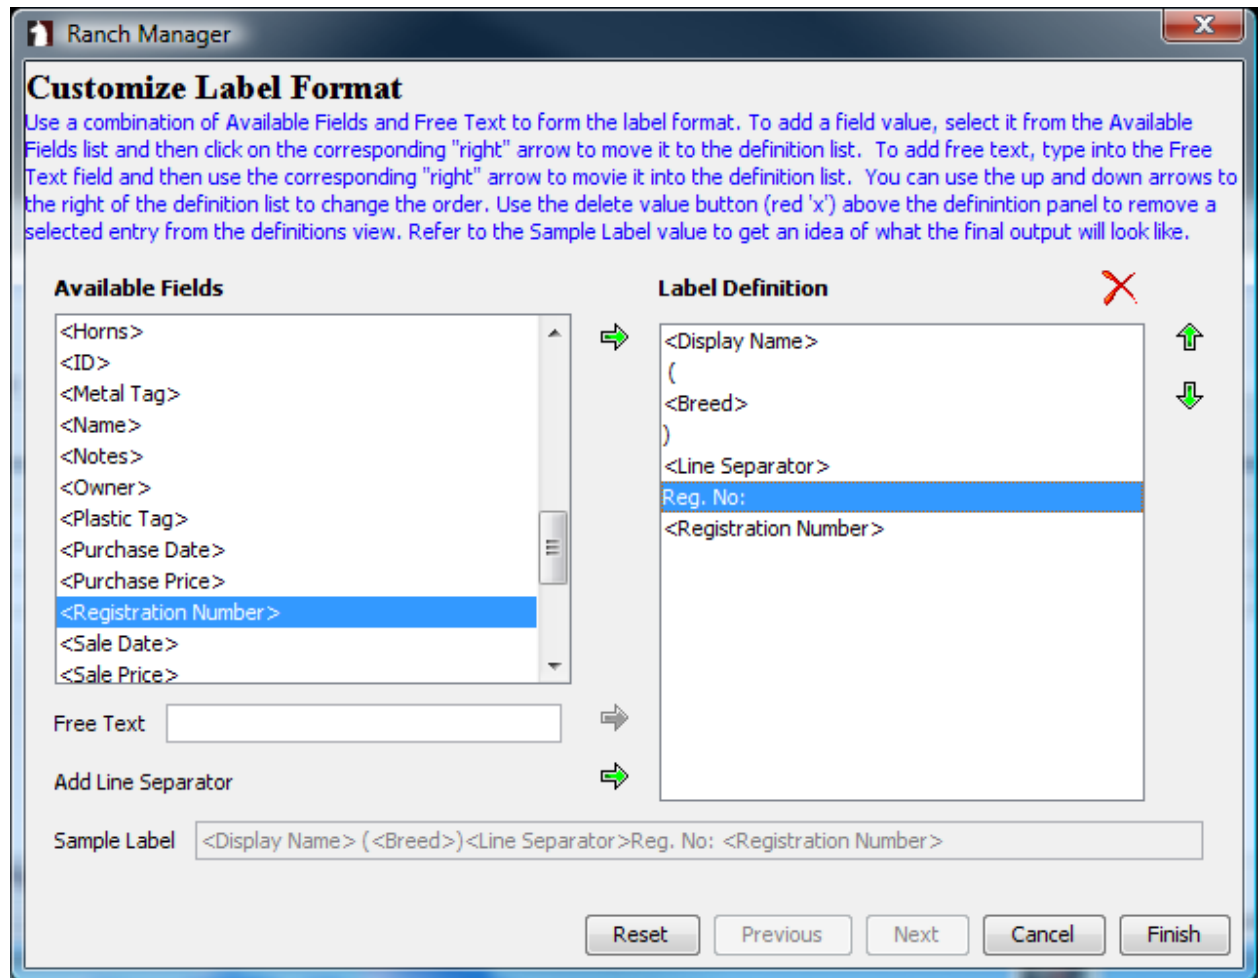 Ranch Manager
Customize Label Format
Use a combination of Available Fields and Free Text to form the label format. To add a field value, select it from the Available
Fields list and then click on the corresponding "right" arrow to move it to the definition list.  To add free text, type into the Free
Text field and then use the corresponding "right" arrow to movie it into the definition list.  You can use the up and down arrows to
the right of the definition list to change the order. Use the delete value button (red 'x') above the definintion panel to remove a
selected entry from the definitions view. Refer to the Sample Label value to get an idea of what the final output will look like.
Available Fields
<Horns>
<ID>
<Metal Tag>
<Name>
<Notes>
<Owner>
<Plastic Tag>
<Purchase Date>
<Purchase Price>
<Registration Number>
<Sale Date>
<Sale Price>
Free Text
Add Line Separator
Label Definition
<Display Name>
(
<Breed>
)
<Line Separator>
Reg. No:
<Registration Number>
Sample Label <Display Name> (<Breed>)<Line Separator>Reg. No: <Registration Number>
Reset Previous Next Cancel Finish